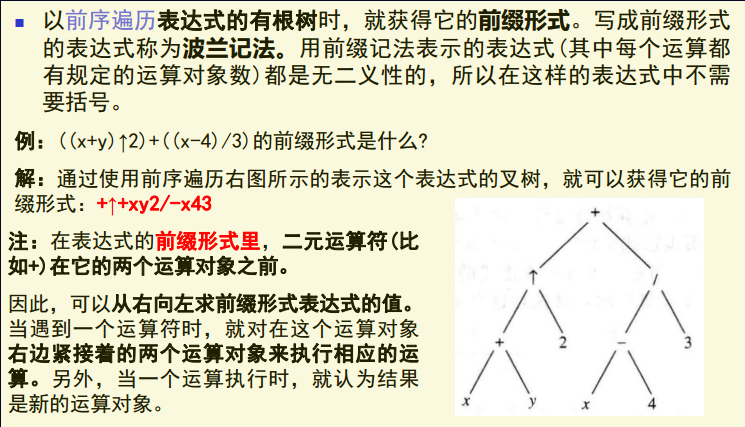 以前序遍历表达式的有根树时，就获得它的前缀形式。写成前缀形式
的表达式称为波兰记法。用前缀记法表示的表达式(其中每个运算都
有规定的运算对象数)都是无二义性的，所以在这样的表达式中不需
要括号。
例：((x+y)↑2)+((x-4)/3)的前缀形式是什么?
解：通过使用前序遍历右图所示的表示这个表达式的叉树，就可以获得它的前
缀形式：+↑+xy2/-x43
注：在表达式的前缀形式里，二元运算符(比
如+)在它的两个运算对象之前。
因此，可以从右向左求前缀形式表达式的值。
当遇到一个运算符时，就对在这个运算对象
右边紧接着的两个运算对象来执行相应的运
算。另外，当一个运算执行时，就认为结果
是新的运算对象。
+
↑ /
+ 2 - 3
x y x 4